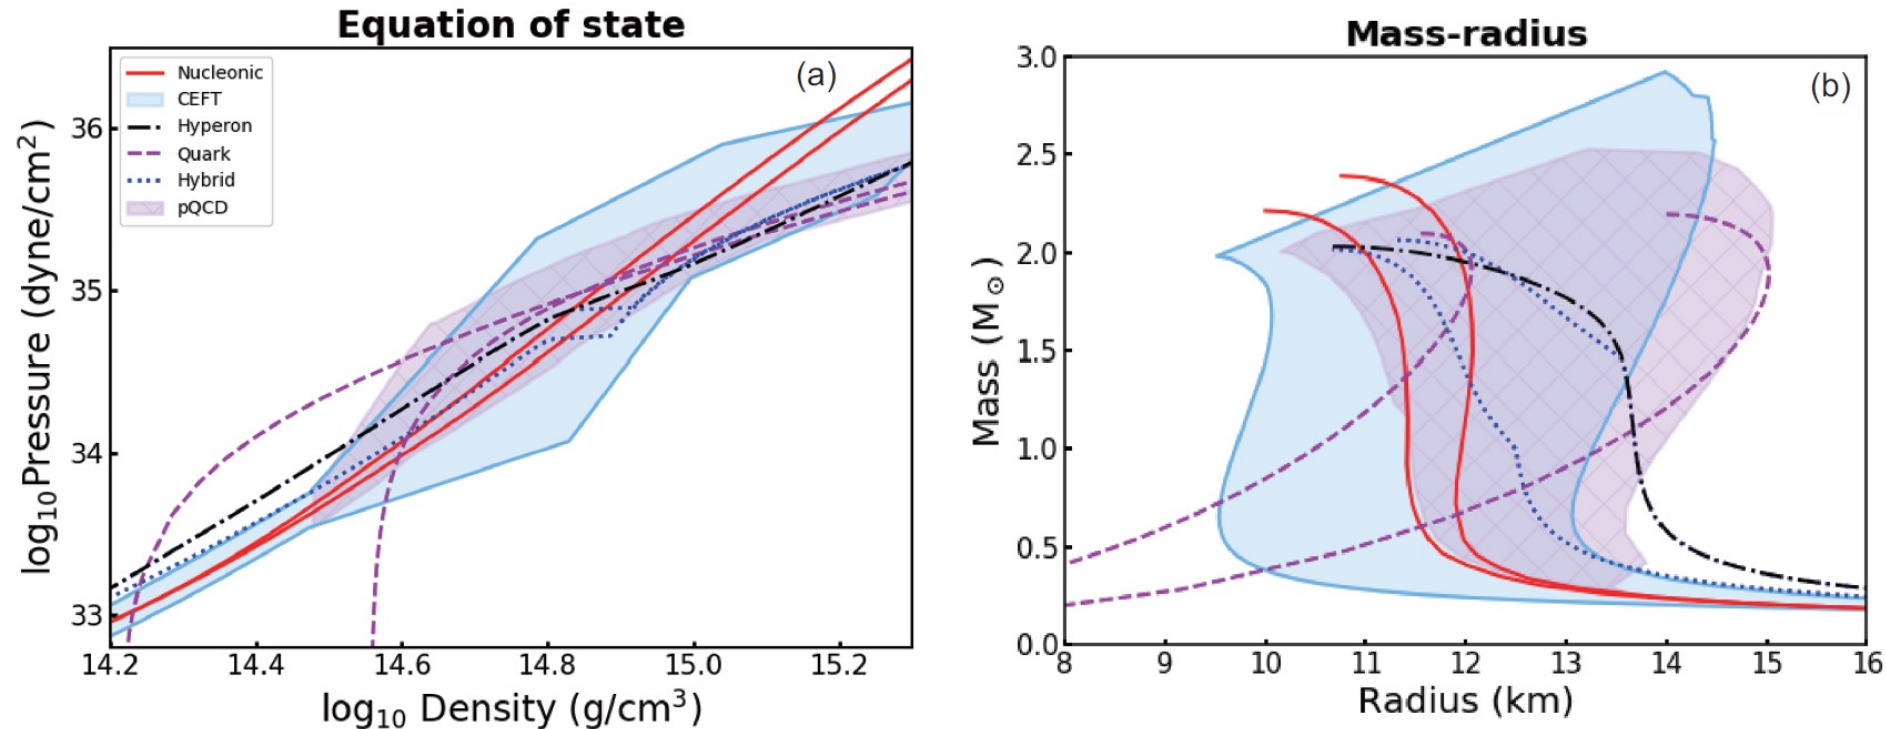 Equation of state
(a)
Nucleonic
CEFT
Hyperon
Quark
Hybrid
pQCD
log₁₀Pressure (dyne/cm²)
36
35
34
33
14.2 14.4 14.6 14.8 15.0 15.2
log₁₀ Density (g/cm³)
Mass-radius
(b)
Mass (M⊙)
3.0
2.5
2.0
1.5
1.0
0.5
0.0
8 9 10 11 12 13 14 15 16
Radius (km)